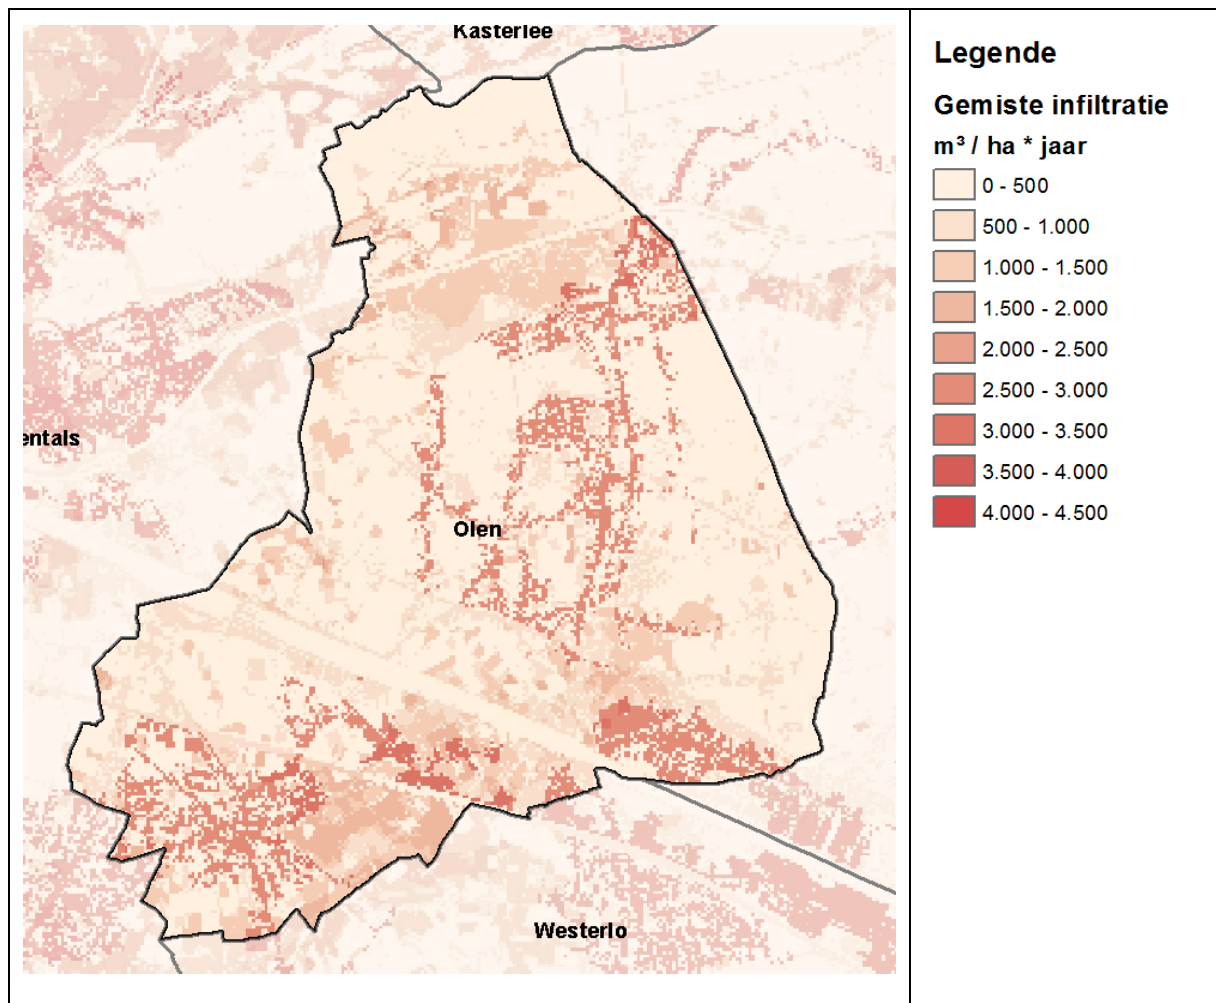 Kasterlee
entals
Olen
Westerlo
Legende
Gemiste infiltratie
m³ / ha * jaar
0 - 500
500 - 1.000
1.000 - 1.500
1.500 - 2.000
2.000 - 2.500
2.500 - 3.000
3.000 - 3.500
3.500 - 4.000
4.000 - 4.500